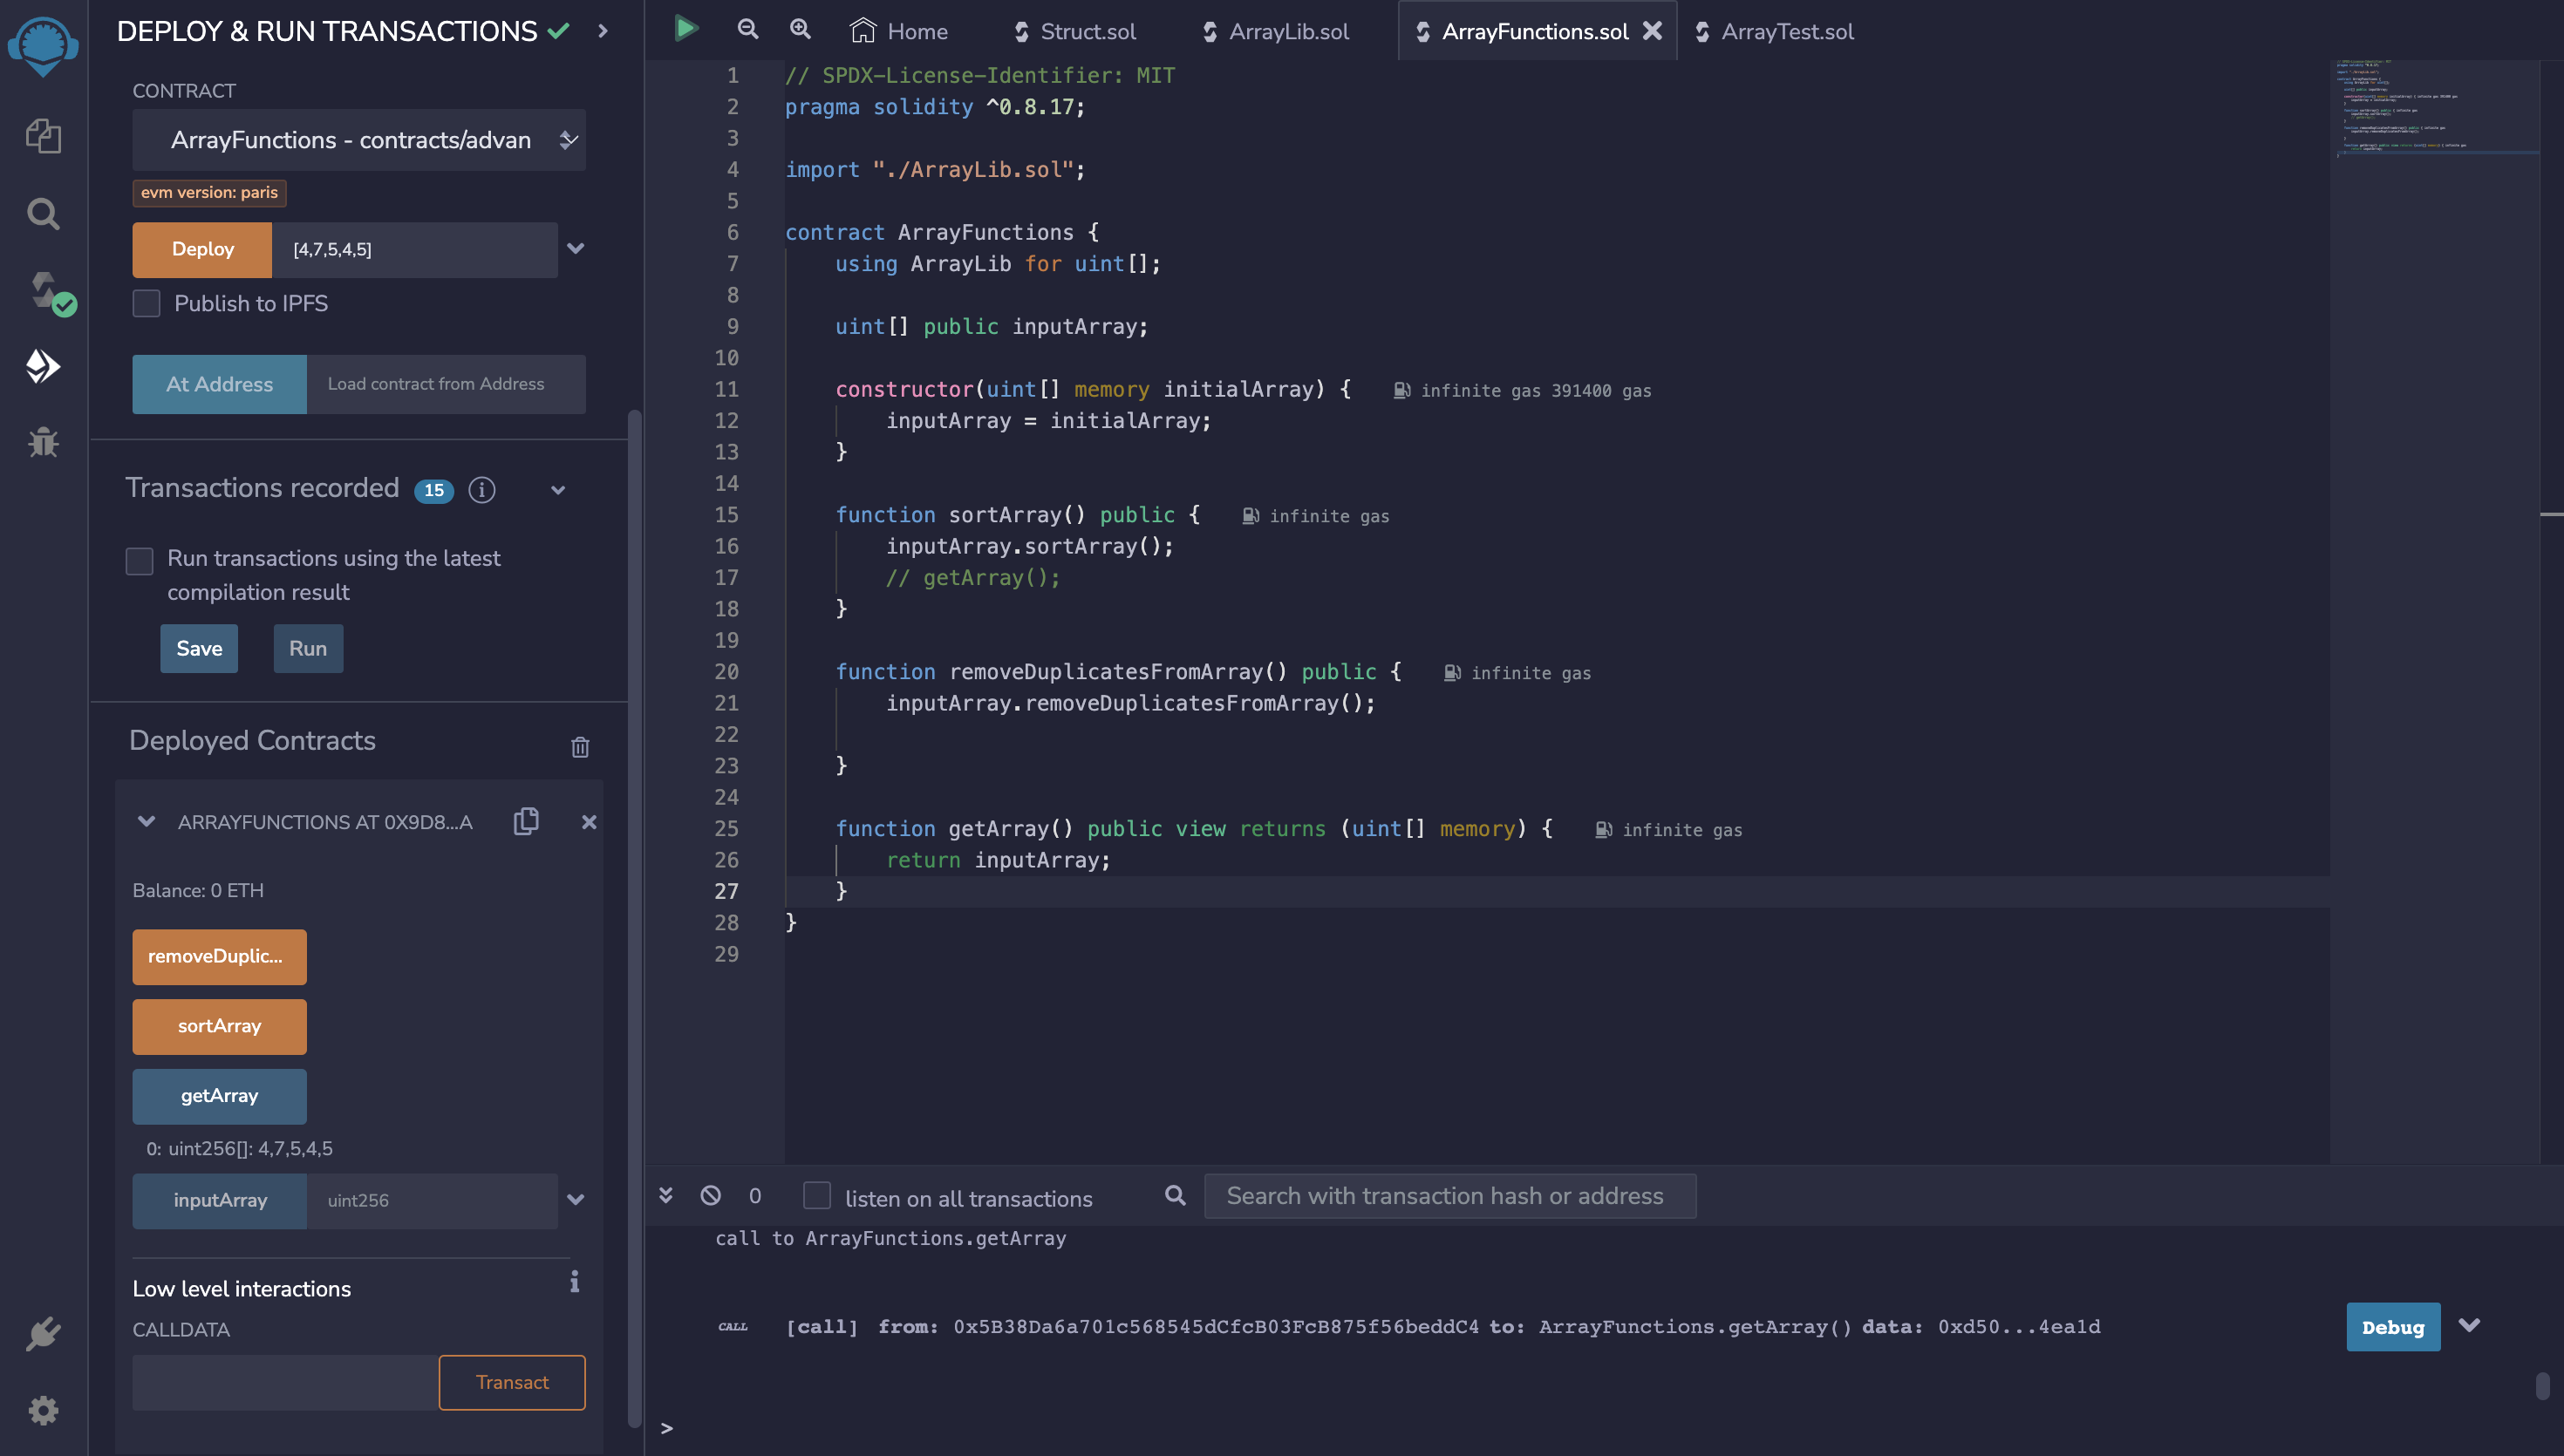 DEPLOY & RUN TRANSACTIONS
CONTRACT
ArrayFunctions - contracts/advan
evm version: paris
Deploy [4,7,5,4,5]
Publish to IPFS
At Address Load contract from Address
Transactions recorded 15
Run transactions using the latest
compilation result
Save Run
Deployed Contracts
ARRAYFUNCTIONS AT 0X9D8...A
Balance: 0 ETH
removeDuplic...
sortArray
getArray
0: uint256[]: 4,7,5,4,5
inputArray uint256
Low level interactions
CALLDATA
Transact
Home Struct.sol ArrayLib.sol ArrayFunctions.sol ArrayTest.sol
1 // SPDX-License-Identifier: MIT
2 pragma solidity ^0.8.17;
3
4 import "./ArrayLib.sol";
5
6 contract ArrayFunctions {
7 using ArrayLib for uint[];
8
9 uint[] public inputArray;
10
11 constructor(uint[] memory initialArray) { infinite gas 391400 gas
12 inputArray = initialArray;
13 }
14
15 function sortArray() public { infinite gas
16 inputArray.sortArray();
17 // getArray();
18 }
19
20 function removeDuplicatesFromArray() public { infinite gas
21 inputArray.removeDuplicatesFromArray();
22
23 }
24
25 function getArray() public view returns (uint[] memory) { infinite gas
26 return inputArray;
27 }
28 }
29
0 listen on all transactions Search with transaction hash or address
call to ArrayFunctions.getArray
CALL [call] from: 0x5B38Da6a701c568545dCfcB03FcB875f56beddC4 to: ArrayFunctions.getArray() data: 0xd50...4ea1d Debug
>